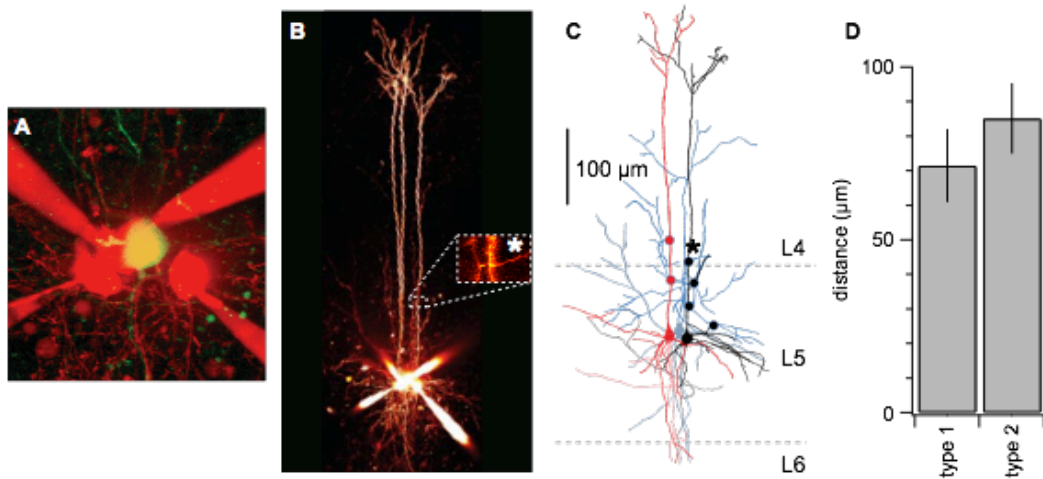 A
B
*
C
100 µm
*
L4
L5
L6
D
distance (µm)
100
50
0
type 1
type 2